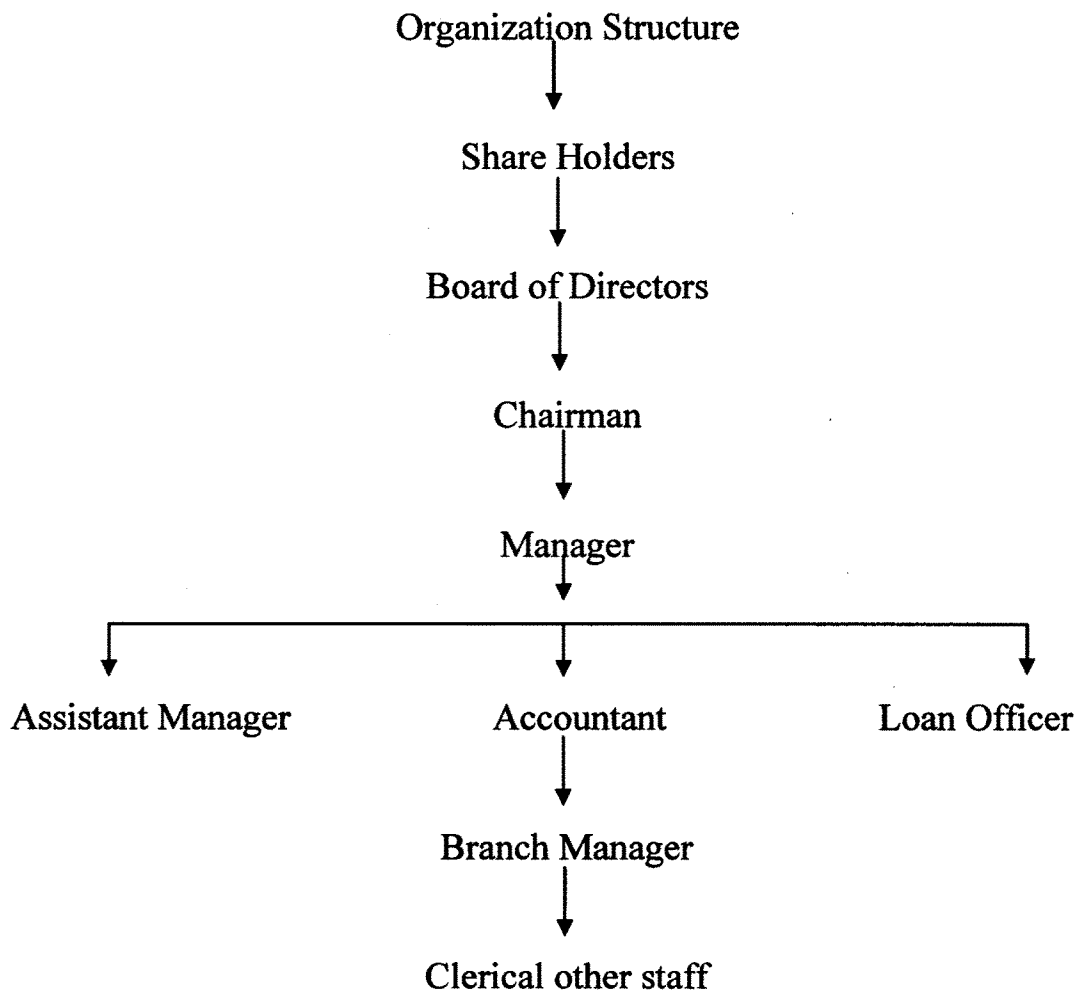 Organization Structure
Share Holders
Board of Directors
Chairman
Manager
Assistant Manager Accountant Loan Officer
Branch Manager
Clerical other staff